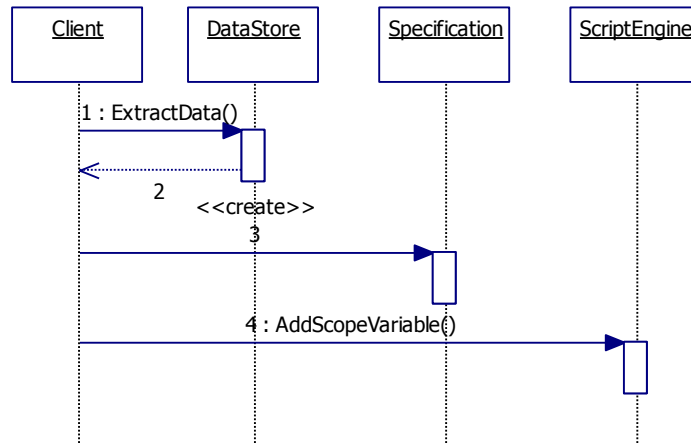 Client
DataStore
Specification
ScriptEngine
1 : ExtractData()
2
<<create>>
3
4 : AddScopeVariable()